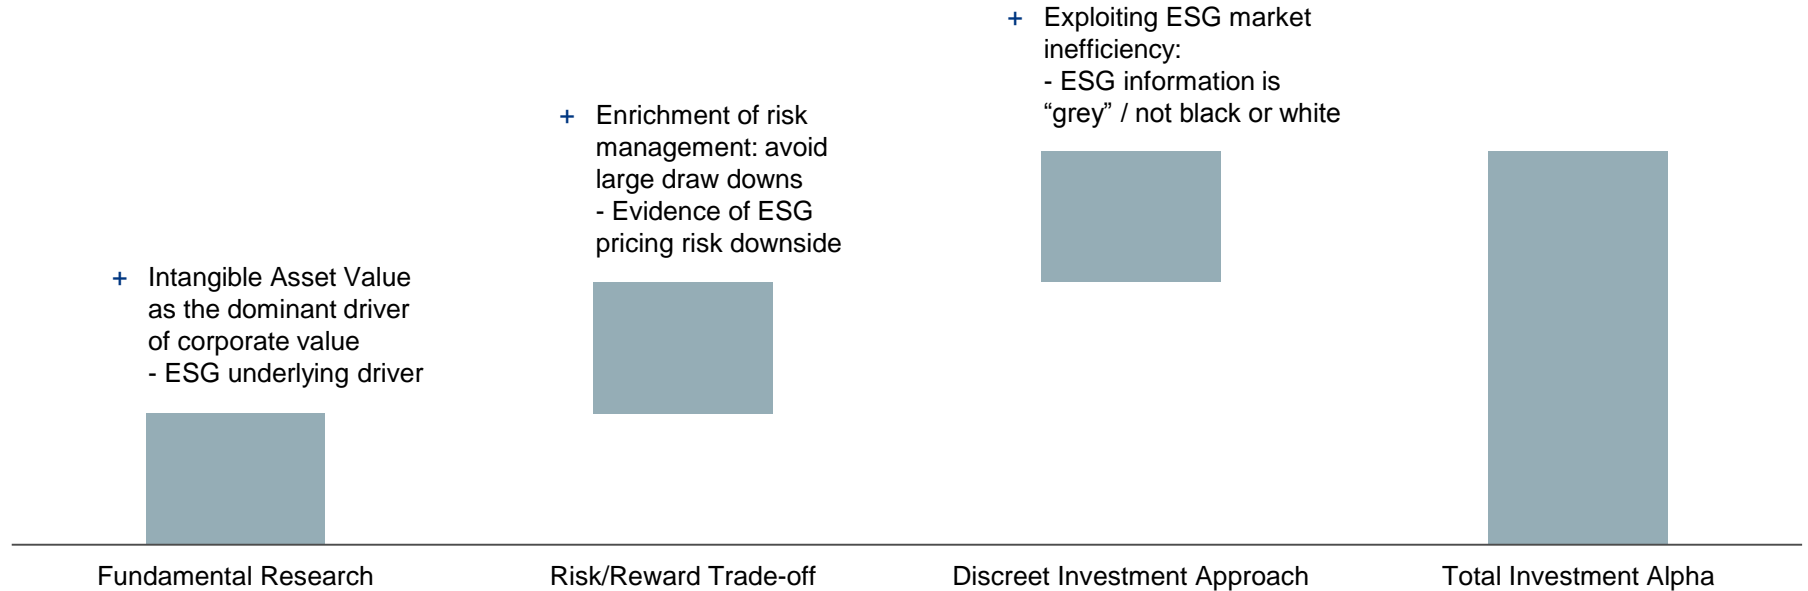 + Exploiting ESG market
inefficiency:
- ESG information is
“grey” / not black or white
+ Enrichment of risk
management: avoid
large draw downs
- Evidence of ESG
pricing risk downside
+ Intangible Asset Value
as the dominant driver
of corporate value
- ESG underlying driver
Fundamental Research
Risk/Reward Trade-off
Discreet Investment Approach
Total Investment Alpha